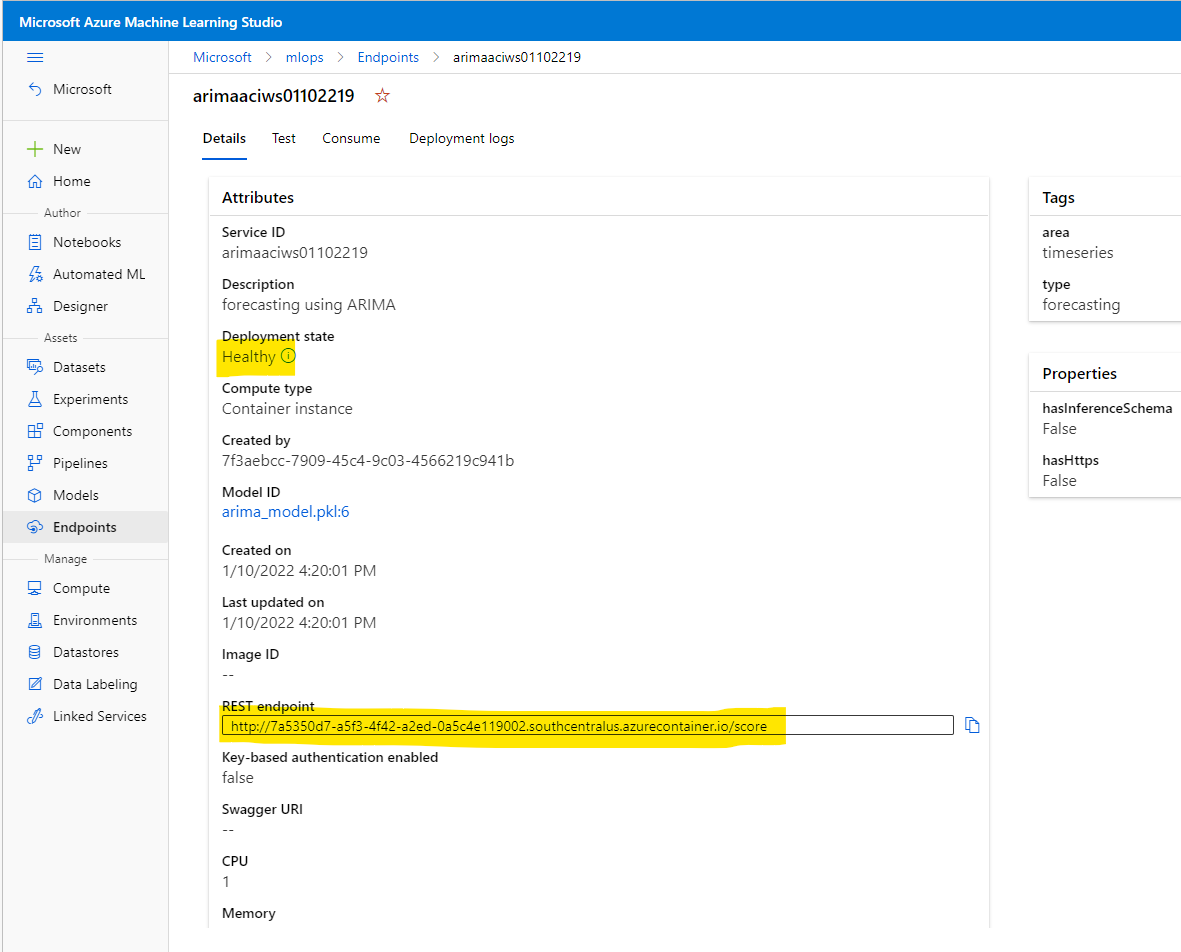 Microsoft Azure Machine Learning Studio
Microsoft > mlops > Endpoints > arimaaciws01102219
Microsoft
arimaaciws01102219
New
Home
Author
Notebooks
Automated ML
Designer
Assets
Datasets
Experiments
Components
Pipelines
Models
Endpoints
Manage
Compute
Environments
Datastores
Data Labeling
Linked Services
Details Test Consume Deployment logs
Attributes
Service ID
arimaaciws01102219
Description
forecasting using ARIMA
Deployment state
Healthy
Compute type
Container instance
Created by
7f3aebcc-7909-45c4-9c03-4566219c941b
Model ID
arima_model.pkl:6
Created on
1/10/2022 4:20:01 PM
Last updated on
1/10/2022 4:20:01 PM
Image ID
--
REST endpoint
http://7a5350d7-a5f3-4f42-a2ed-0a5c4e119002.southcentralus.azurecontainer.io/score
Key-based authentication enabled
false
Swagger URI
--
CPU
1
Memory
Tags
area
timeseries
type
forecasting
Properties
hasInferenceSchema
False
hasHttps
False